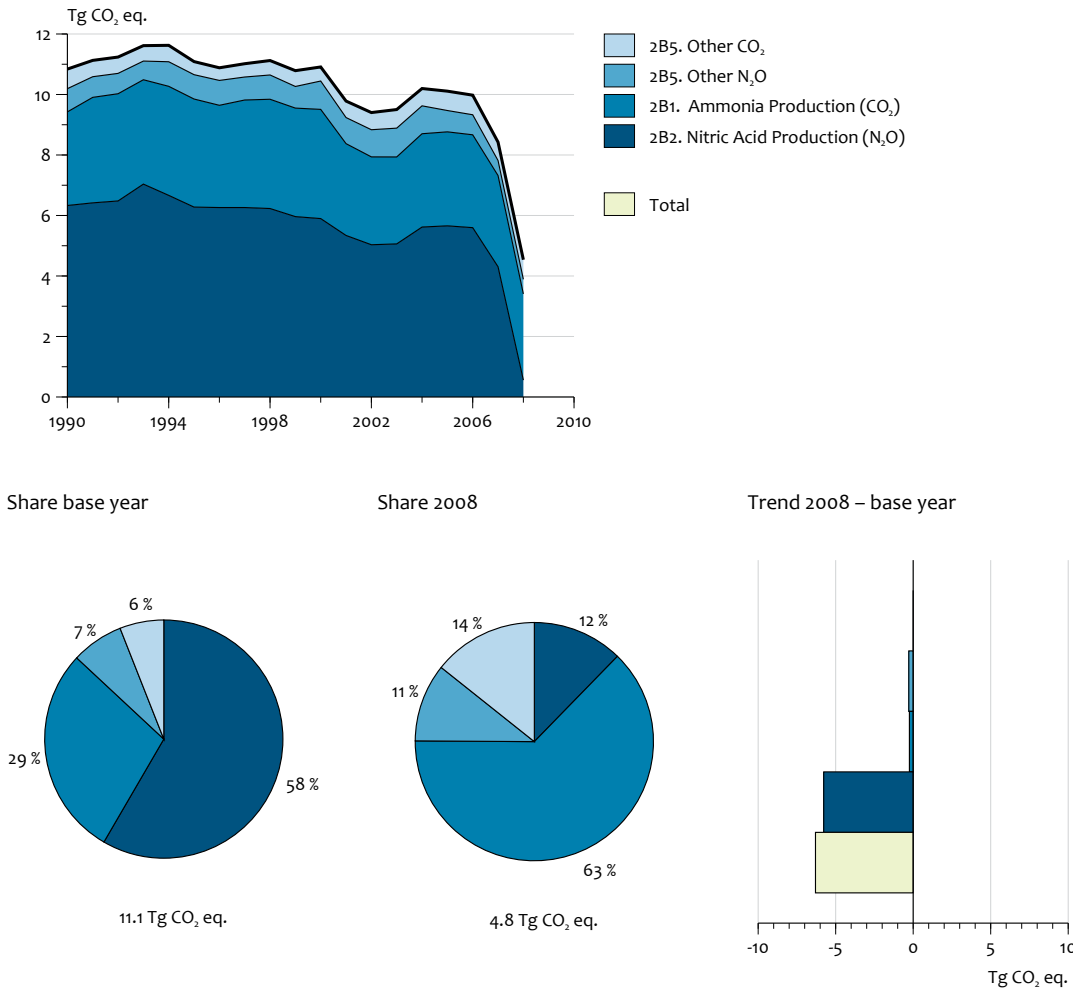 Tg CO₂ eq.
12
10
8
6
4
2
0
1990 1994 1998 2002 2006 2010
2B5. Other CO₂
2B5. Other N₂O
2B1. Ammonia Production (CO₂)
2B2. Nitric Acid Production (N₂O)
Total
Share base year
6 %
7 %
29 %
58 %
11.1 Tg CO₂ eq.
Share 2008
14 %
12 %
11 %
63 %
4.8 Tg CO₂ eq.
Trend 2008 – base year
-10 -5 0 5 10
Tg CO₂ eq.